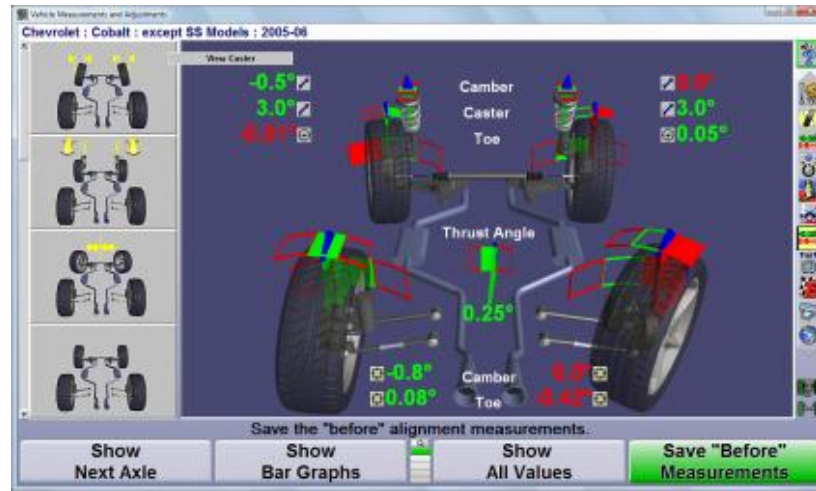 Vehicle Measurements and Adjustments
Chevrolet : Cobalt : except SS Models : 2005-06
View Caster
-0.5° Camber
3.0° Caster 3.0°
Toe 0.05°
Thrust Angle
0.25°
-0.8° Camber
0.08° Toe
Save the "before" alignment measurements.
Show Show Show Save "Before"
Next Axle Bar Graphs All Values Measurements